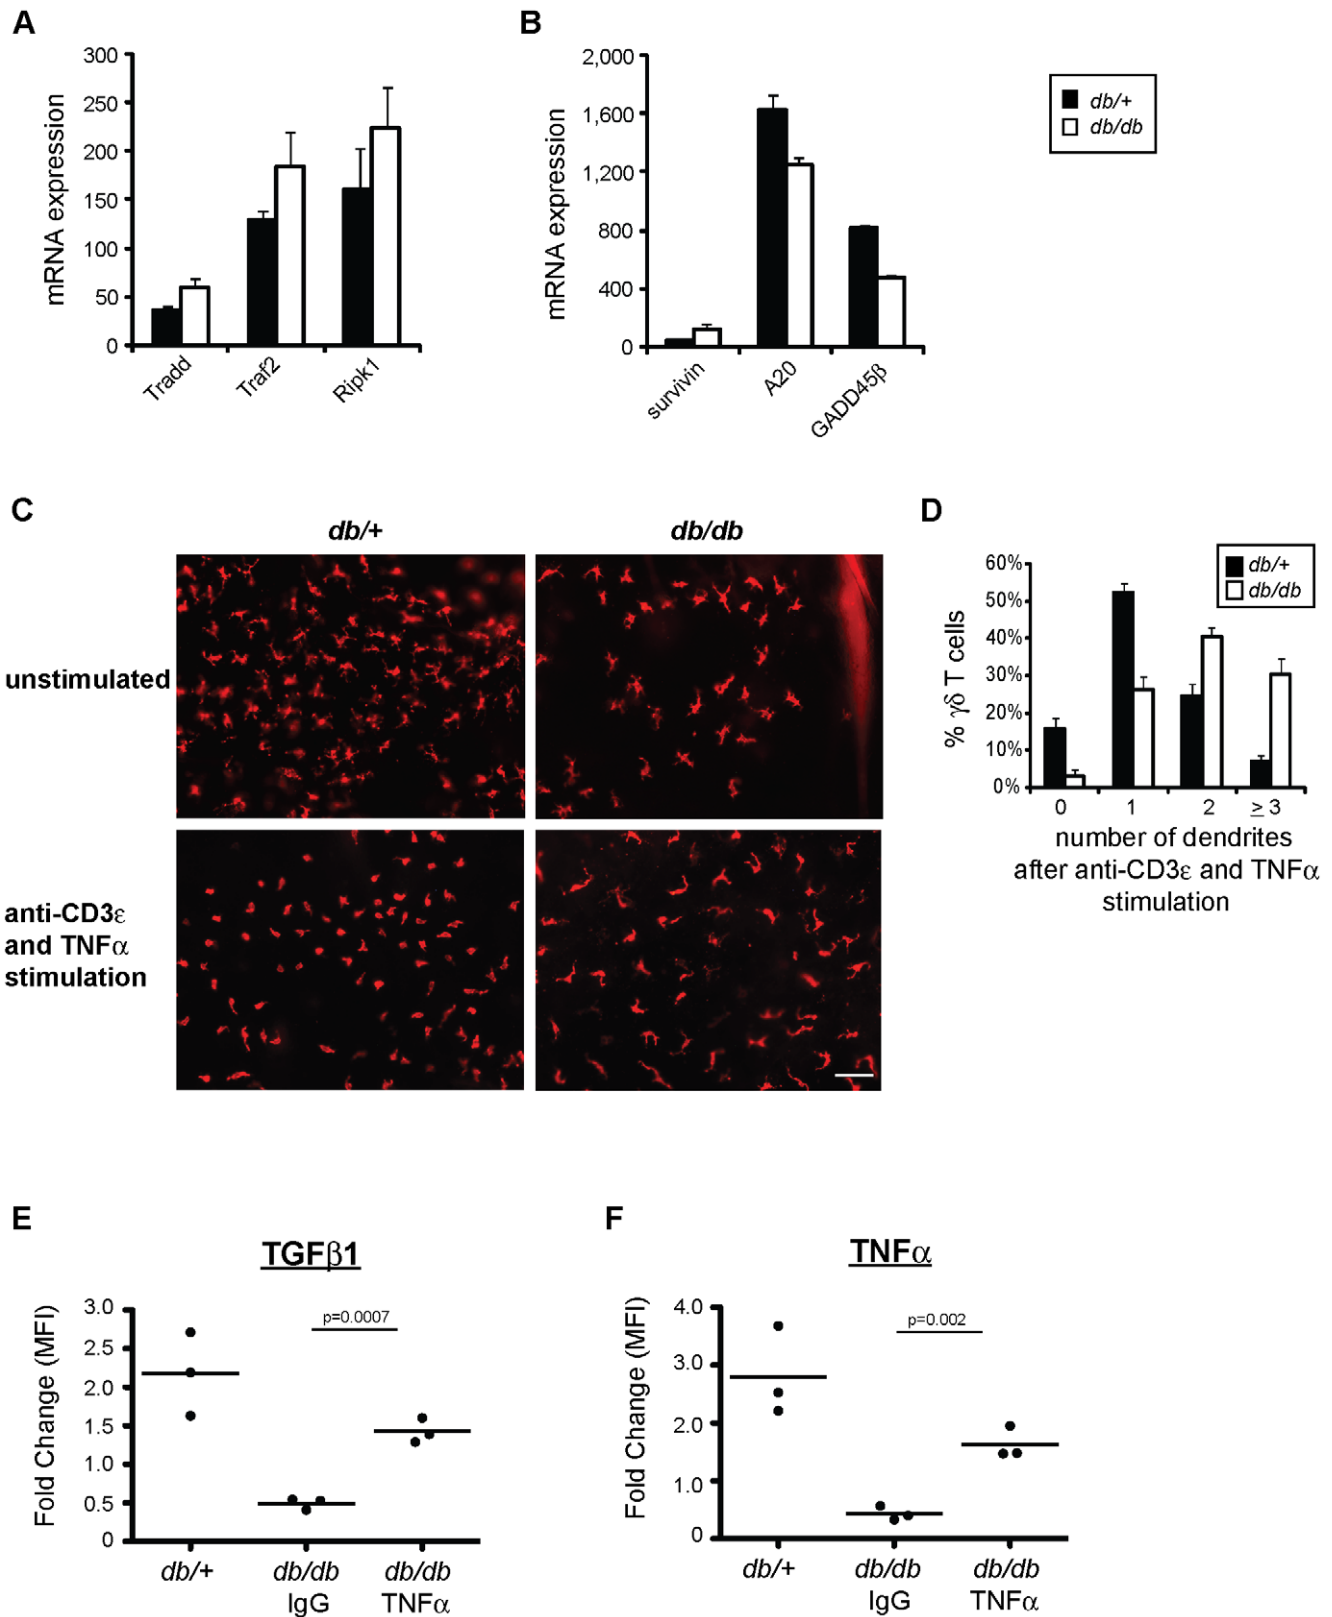 A
mRNA expression
300
250
200
150
100
50
0
Tradd
Traf2
Ripk1
B
mRNA expression
2,000
1,600
1,200
800
400
0
survivin
A20
GADD45β
db/+
db/db
C
db/+
db/db
unstimulated
anti-CD3ε
and TNFα
stimulation
D
% γδ T cells
60%
50%
40%
30%
20%
10%
0%
db/+
db/db
0
1
2
≥ 3
number of dendrites
after anti-CD3ε and TNFα
stimulation
E
TGFβ1
Fold Change (MFI)
3.0
2.5
2.0
1.5
1.0
0.5
0
p=0.0007
db/+
db/db
IgG
db/db
TNFα
F
TNFα
Fold Change (MFI)
4.0
3.0
2.0
1.0
0
p=0.002
db/+
db/db
IgG
db/db
TNFα